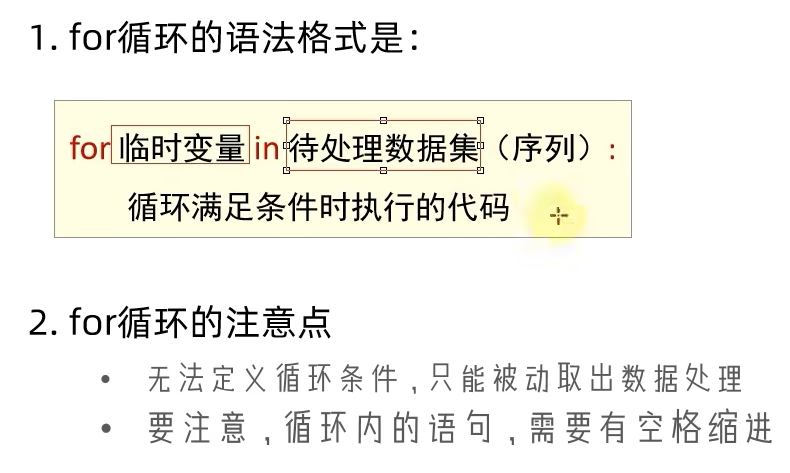 1. for循环的语法格式是：
for 临时变量 in 待处理数据集（序列）:
循环满足条件时执行的代码
2. for循环的注意点
• 无法定义循环条件，只能被动取出数据处理
• 要注意，循环内的语句，需要有空格缩进